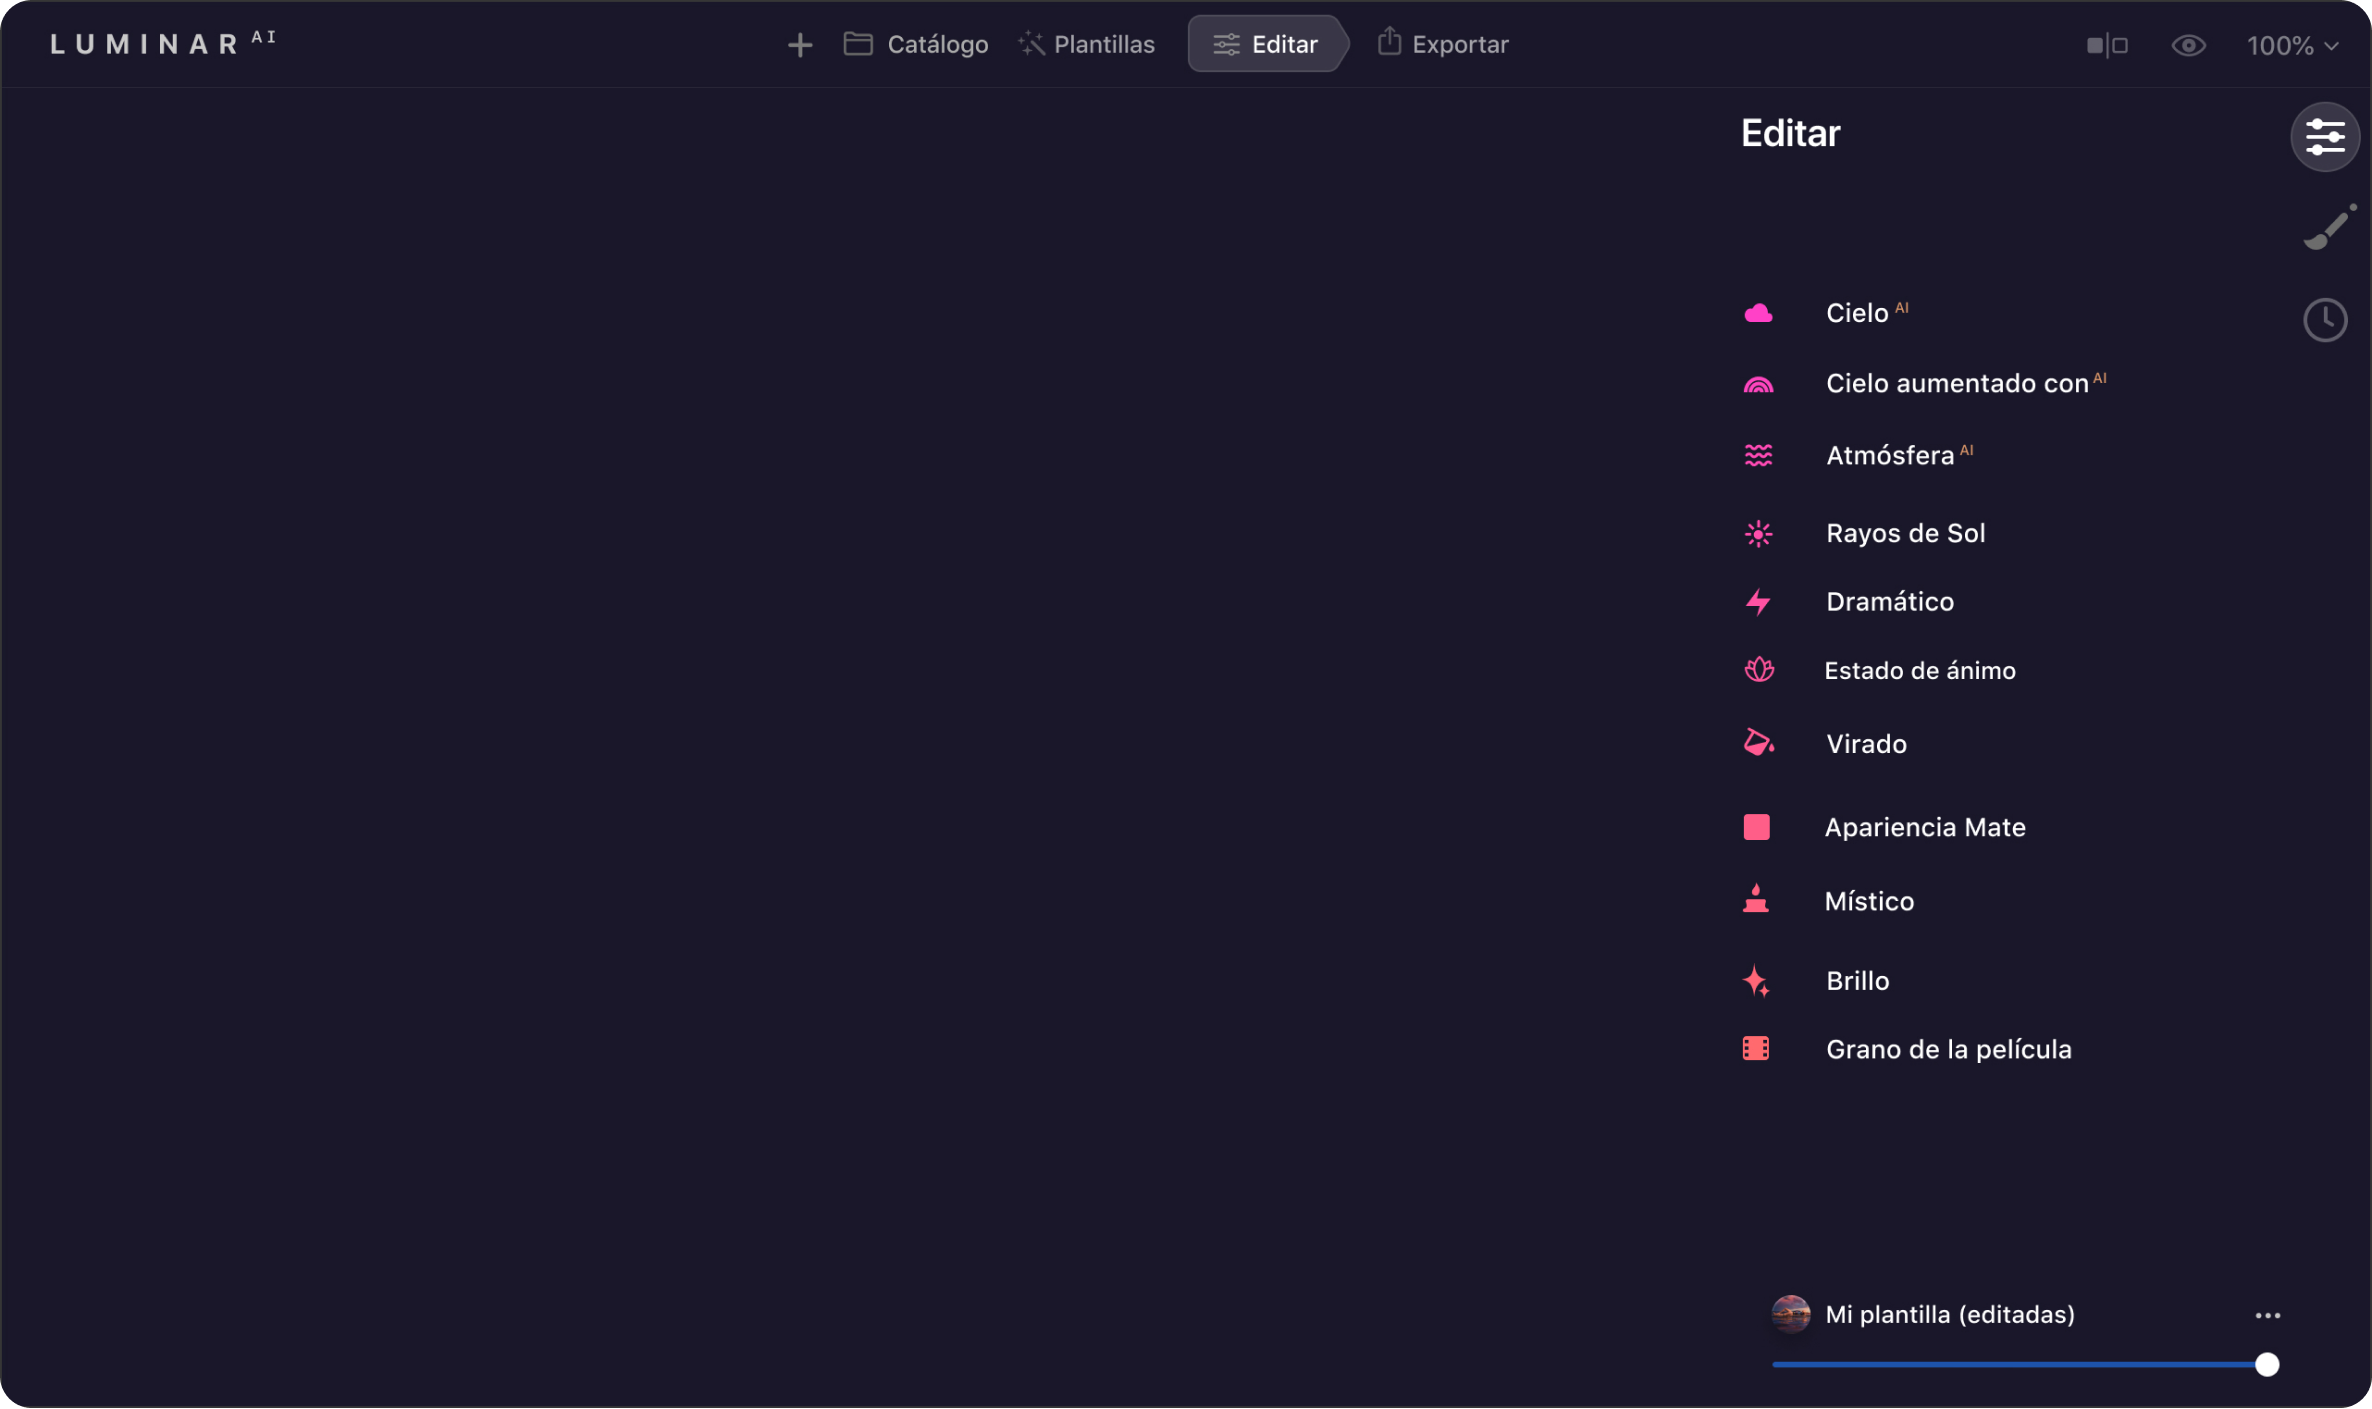 LUMINAR AI
Catálogo Plantillas Editar Exportar 100%
Editar
Cielo AI
Cielo aumentado con AI
Atmósfera AI
Rayos de Sol
Dramático
Estado de ánimo
Virado
Apariencia Mate
Místico
Brillo
Grano de la película
Mi plantilla (editadas)